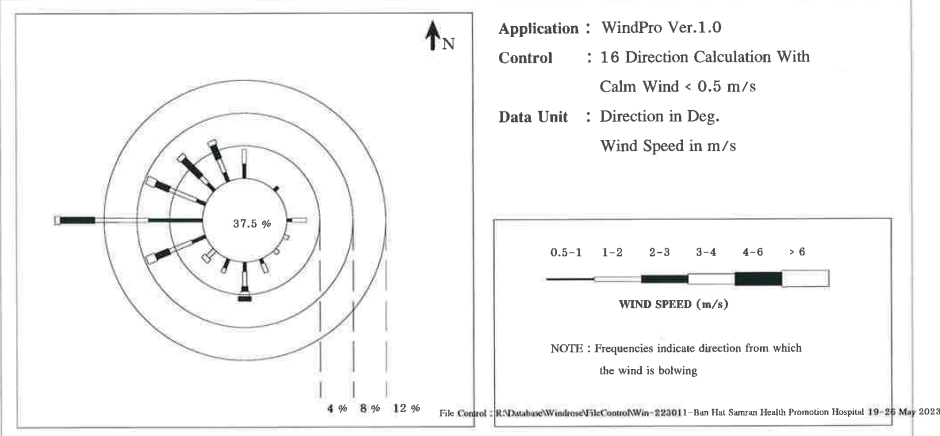 N
37.5 %
4 % 8 % 12 %
Application : WindPro Ver.1.0
Control : 16 Direction Calculation With
Calm Wind < 0.5 m/s
Data Unit : Direction in Deg.
Wind Speed in m/s
0.5-1 1-2 2-3 3-4 4-6 > 6
WIND SPEED (m/s)
NOTE : Frequencies indicate direction from which
the wind is bolwing
File Control : R:\Database\Windrose\FileControl\Win-223011-Ban Hat Samran Health Promotion Hospital 19-26 May 2023